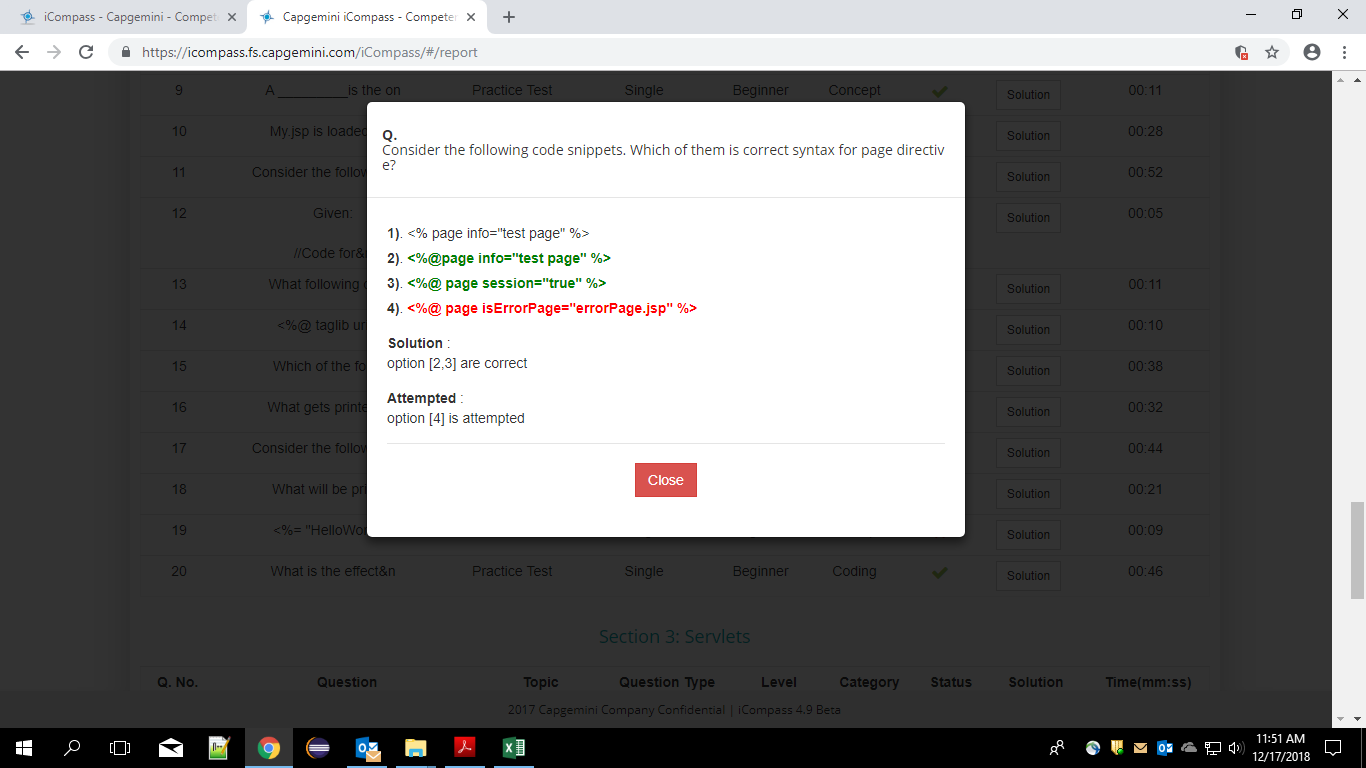 iCompass - Capgemini - Compet
Capgemini iCompass - Competen
https://icompass.fs.capgemini.com/iCompass/#/report
9 A _________is the on Practice Test Single Beginner Concept Solution 00:11
10 My.jsp is loaded Solution 00:28
11 Consider the follow Solution 00:52
12 Given: Solution 00:05
//Code for&
13 What following Solution 00:11
14 <%@ taglib uri Solution 00:10
15 Which of the fo Solution 00:38
16 What gets printe Solution 00:32
17 Consider the follow Solution 00:44
18 What will be pri Solution 00:21
19 <%= "HelloWor Solution 00:09
20 What is the effect&n Practice Test Single Beginner Coding Solution 00:46
Q.
Consider the following code snippets. Which of them is correct syntax for page directiv
e?
1). <% page info="test page" %>
2). <%@page info="test page" %>
3). <%@ page session="true" %>
4). <%@ page isErrorPage="errorPage.jsp" %>
Solution :
option [2,3] are correct
Attempted :
option [4] is attempted
Close
Section 3: Servlets
Q. No. Question Topic Question Type Level Category Status Solution Time(mm:ss)
2017 Capgemini Company Confidential | iCompass 4.9 Beta
11:51 AM
12/17/2018